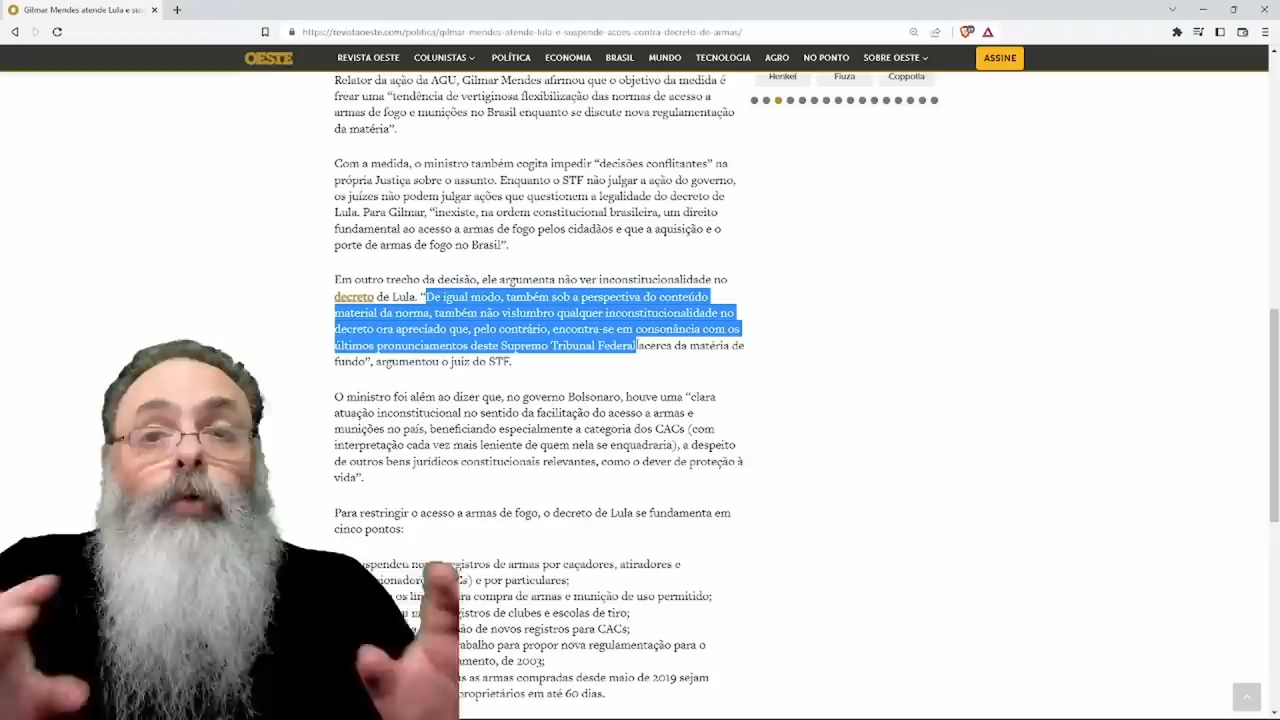 Gilmar Mendes atende Lula e sus
https://revistaoeste.com/politica/gilmar-mendes-atende-lula-e-suspende-acoes-contra-decreto-de-armas/
OESTE
REVISTA OESTE COLUNISTAS POLÍTICA ECONOMIA BRASIL MUNDO TECNOLOGIA AGRO NO PONTO SOBRE OESTE ASSINE
Henkel Fiuza Coppolla
Relator da ação da AGU, Gilmar Mendes afirmou que o objetivo da medida é
frear uma “tendência de vertiginosa flexibilização das normas de acesso a
armas de fogo e munições no Brasil enquanto se discute nova regulamentação
da matéria”.
Com a medida, o ministro também cogita impedir “decisões conflitantes” na
própria Justiça sobre o assunto. Enquanto o STF não julgar a ação do governo,
os juízes não podem julgar ações que questionem a legalidade do decreto de
Lula. Para Gilmar, “inexiste, na ordem constitucional brasileira, um direito
fundamental ao acesso a armas de fogo pelos cidadãos e que a aquisição e o
porte de armas de fogo no Brasil”.
Em outro trecho da decisão, ele argumenta não ver inconstitucionalidade no
decreto de Lula. “De igual modo, também sob a perspectiva do conteúdo
material da norma, também não vislumbro qualquer inconstitucionalidade no
decreto ora apreciado que, pelo contrário, encontra-se em consonância com os
últimos pronunciamentos deste Supremo Tribunal Federal acerca da matéria de
fundo”, argumentou o juiz do STF.
O ministro foi além ao dizer que, no governo Bolsonaro, houve uma “clara
atuação inconstitucional no sentido da facilitação do acesso a armas e
munições no país, beneficiando especialmente a categoria dos CACs (com
interpretação cada vez mais leniente de quem nela se enquadraria), a despeito
de outros bens jurídicos constitucionais relevantes, como o dever de proteção à
vida”.
Para restringir o acesso a armas de fogo, o decreto de Lula se fundamenta em
cinco pontos:
de armas por caçadores, atiradores e
e por particulares;
os compra de armas e munição de uso permitido;
de clubes e escolas de tiro;
de novos registros para CACs;
para propor nova regulamentação para o
de 2003;
as armas compradas desde maio de 2019 sejam
em até 60 dias.